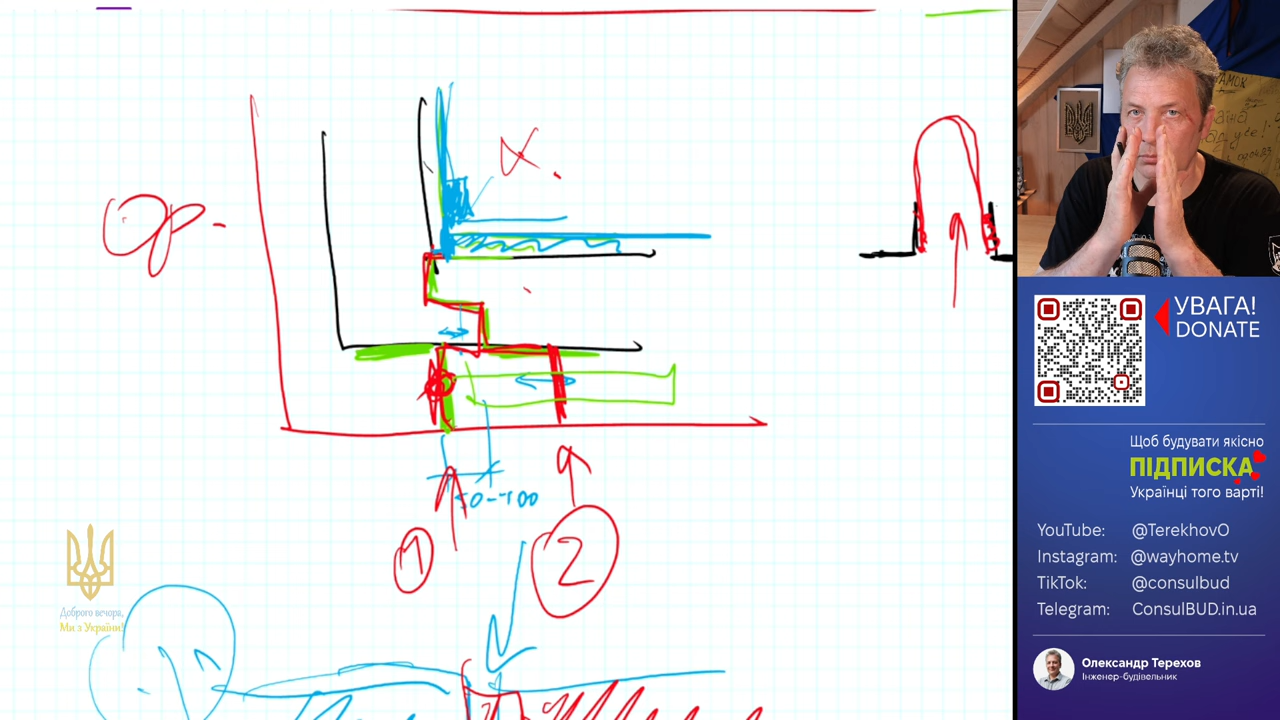 Ор-
К.
50-100
1
2
Доброго вечора,
Ми з України!
УВАГА!
DONATE
Щоб будувати якісно
ПІДПИСКА
Українці того варті!
YouTube: @TerekhovO
Instagram: @wayhome.tv
TikTok: @consulbud
Telegram: ConsulBUD.in.ua
Олександр Терехов
Інженер-будівельник